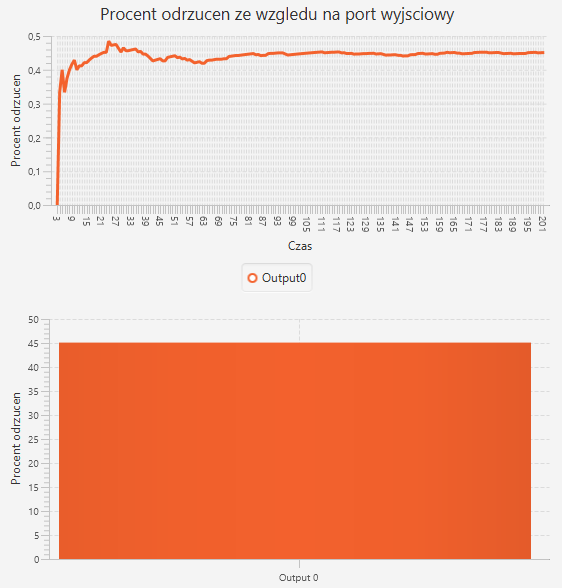 Procent odrzucen ze wzgledu na port wyjsciowy
Procent odrzucen
0,5
0,4
0,3
0,2
0,1
0,0
3 9 15 21 27 33 39 45 51 57 63 69 75 81 87 93 99 105 111 117 123 129 135 141 147 153 159 165 171 177 183 189 195 201
Czas
Output0
Procent odrzucen
50
45
40
35
30
25
20
15
10
5
0
Output 0